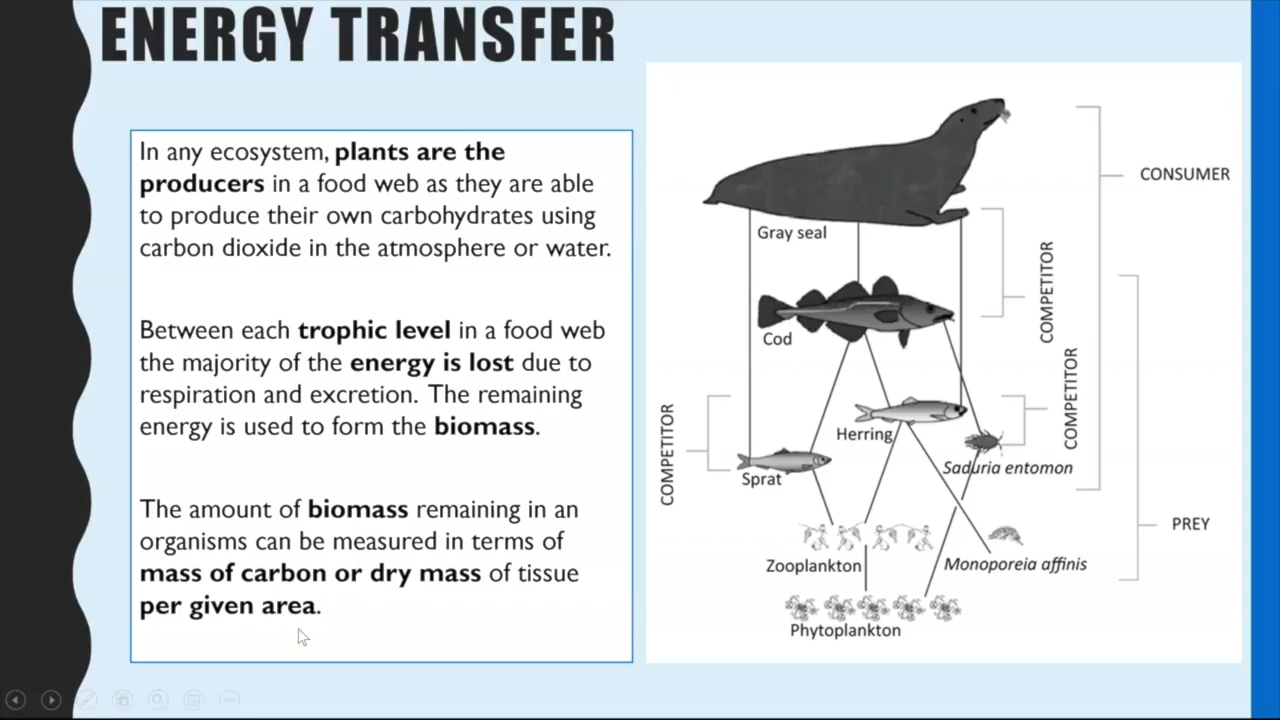 ENERGY TRANSFER
In any ecosystem, plants are the
producers in a food web as they are able
to produce their own carbohydrates using
carbon dioxide in the atmosphere or water.
Between each trophic level in a food web
the majority of the energy is lost due to
respiration and excretion. The remaining
energy is used to form the biomass.
The amount of biomass remaining in an
organisms can be measured in terms of
mass of carbon or dry mass of tissue
per given area.
CONSUMER
Gray seal
COMPETITOR
Cod
COMPETITOR
COMPETITOR
Herring
Saduria entomon
Sprat
PREY
Zooplankton
Monoporeia affinis
Phytoplankton